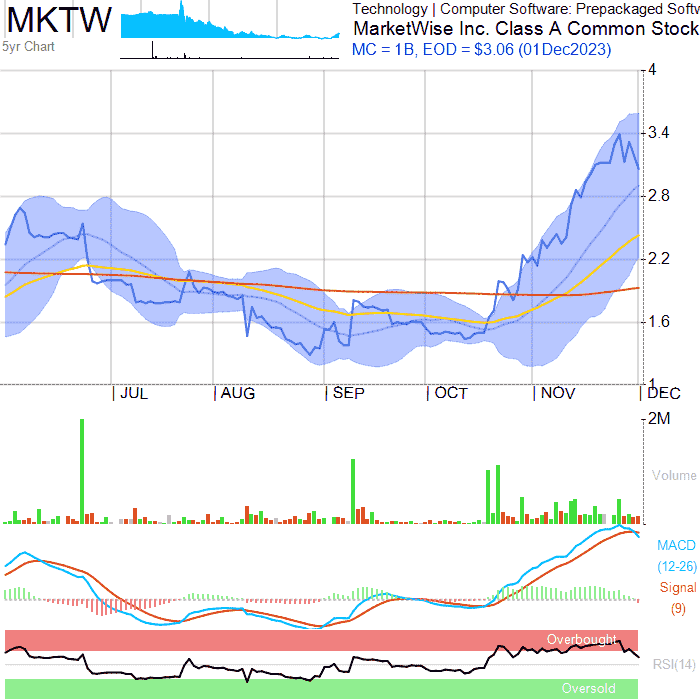 MKTW
5yr Chart
Technology | Computer Software: Prepackaged Softw
MarketWise Inc. Class A Common Stock
MC = 1B, EOD = $3.06 (01Dec2023)
4
3.4
2.8
2.2
1.6
1
JUL AUG SEP OCT NOV DEC
2M
Volume
MACD
(12-26)
Signal
(9)
Overbought
RSI(14)
Oversold